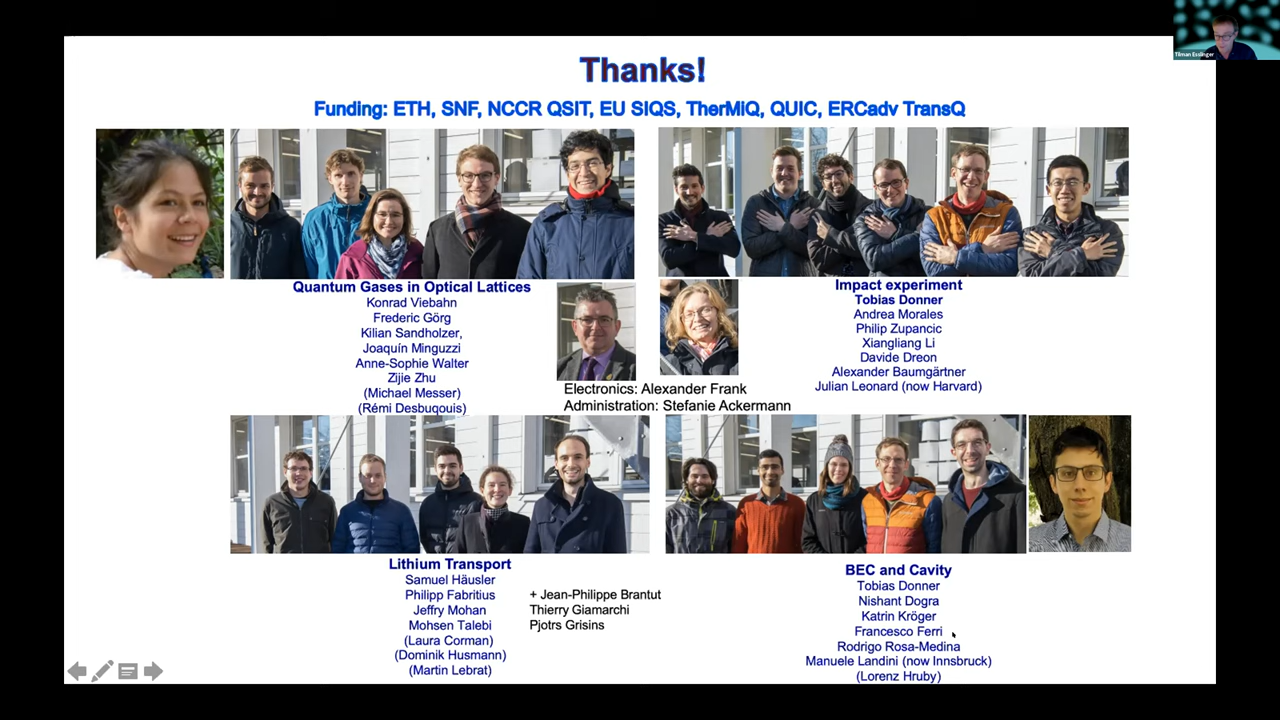 Tilman Esslinger
Thanks!
Funding: ETH, SNF, NCCR QSIT, EU SIQS, TherMiQ, QUIC, ERCadv TransQ
Quantum Gases in Optical Lattices
Konrad Viebahn
Frederic Görg
Kilian Sandholzer,
Joaquín Minguzzi
Anne-Sophie Walter
Zijie Zhu
(Michael Messer)
(Rémi Desbuqouis)
Impact experiment
Tobias Donner
Andrea Morales
Philip Zupancic
Xiangliang Li
Davide Dreon
Alexander Baumgärtner
Julian Leonard (now Harvard)
Electronics: Alexander Frank
Administration: Stefanie Ackermann
Lithium Transport
Samuel Häusler
Philipp Fabritius
Jeffry Mohan
Mohsen Talebi
(Laura Corman)
(Dominik Husmann)
(Martin Lebrat)
+ Jean-Philippe Brantut
Thierry Giamarchi
Pjotrs Grisins
BEC and Cavity
Tobias Donner
Nishant Dogra
Katrin Kröger
Francesco Ferri
Rodrigo Rosa-Medina
Manuele Landini (now Innsbruck)
(Lorenz Hruby)